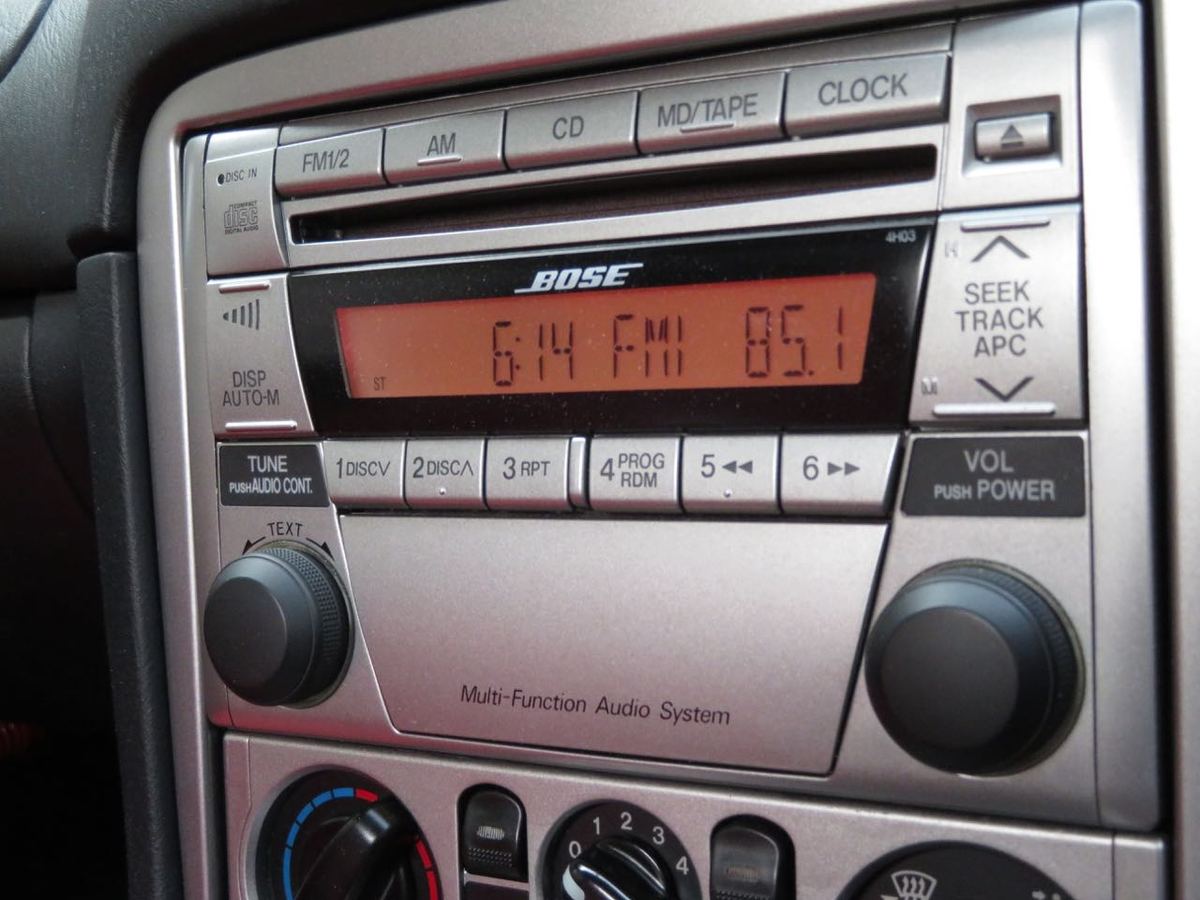 FM1/2 AM CD MD/TAPE CLOCK
DISC IN
COMPACT
disc
DIGITAL AUDIO
4H03
BOSE
6:14 FM1 85.1
ST
SEEK
TRACK
APC
DISP
AUTO-M
TUNE
PUSH AUDIO CONT.
1 DISC∨ 2 DISC∧ 3 RPT 4 PROG RDM 5 ◀◀ 6 ▶▶
VOL
PUSH POWER
TEXT
Multi-Function Audio System
0 1 2 3 4